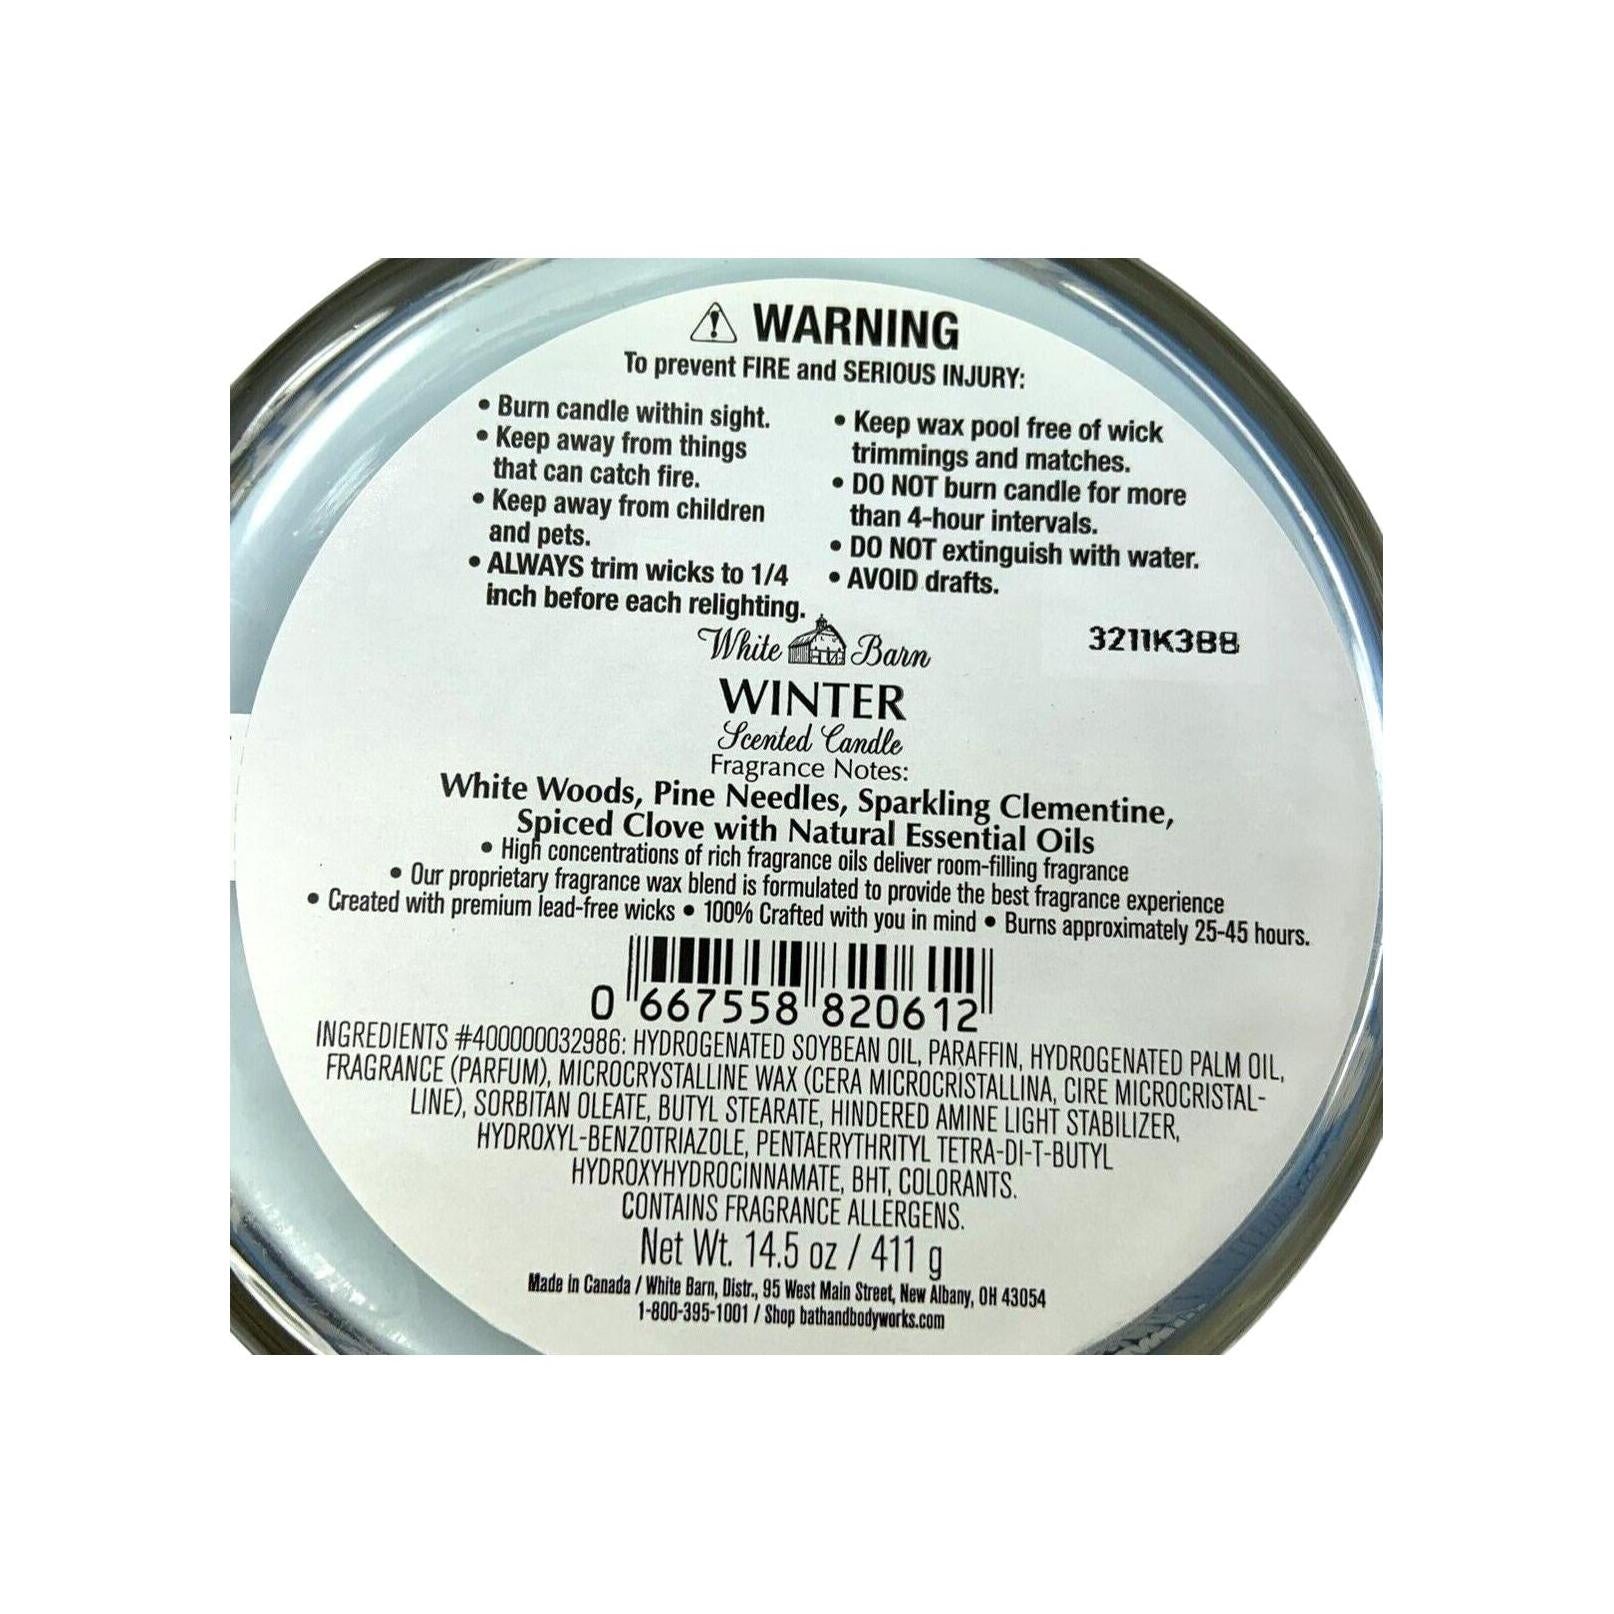 WARNING
To prevent FIRE and SERIOUS INJURY:
• Burn candle within sight.
• Keep away from things
that can catch fire.
• Keep away from children
and pets.
• ALWAYS trim wicks to 1/4
inch before each relighting.
• Keep wax pool free of wick
trimmings and matches.
• DO NOT burn candle for more
than 4-hour intervals.
• DO NOT extinguish with water.
• AVOID drafts.
3211K3BB
White Barn
WINTER
Scented Candle
Fragrance Notes:
White Woods, Pine Needles, Sparkling Clementine,
Spiced Clove with Natural Essential Oils
• High concentrations of rich fragrance oils deliver room-filling fragrance
• Our proprietary fragrance wax blend is formulated to provide the best fragrance experience
• Created with premium lead-free wicks • 100% Crafted with you in mind • Burns approximately 25-45 hours.
0 667558 820612
INGREDIENTS #400000032986: HYDROGENATED SOYBEAN OIL, PARAFFIN, HYDROGENATED PALM OIL,
FRAGRANCE (PARFUM), MICROCRYSTALLINE WAX (CERA MICROCRISTALLINA, CIRE MICROCRISTAL-
LINE), SORBITAN OLEATE, BUTYL STEARATE, HINDERED AMINE LIGHT STABILIZER,
HYDROXYL-BENZOTRIAZOLE, PENTAERYTHRITYL TETRA-DI-T-BUTYL
HYDROXYHYDROCINNAMATE, BHT, COLORANTS.
CONTAINS FRAGRANCE ALLERGENS.
Net Wt. 14.5 oz / 411 g
Made in Canada / White Barn, Distr., 95 West Main Street, New Albany, OH 43054
1-800-395-1001 / Shop bathandbodyworks.com